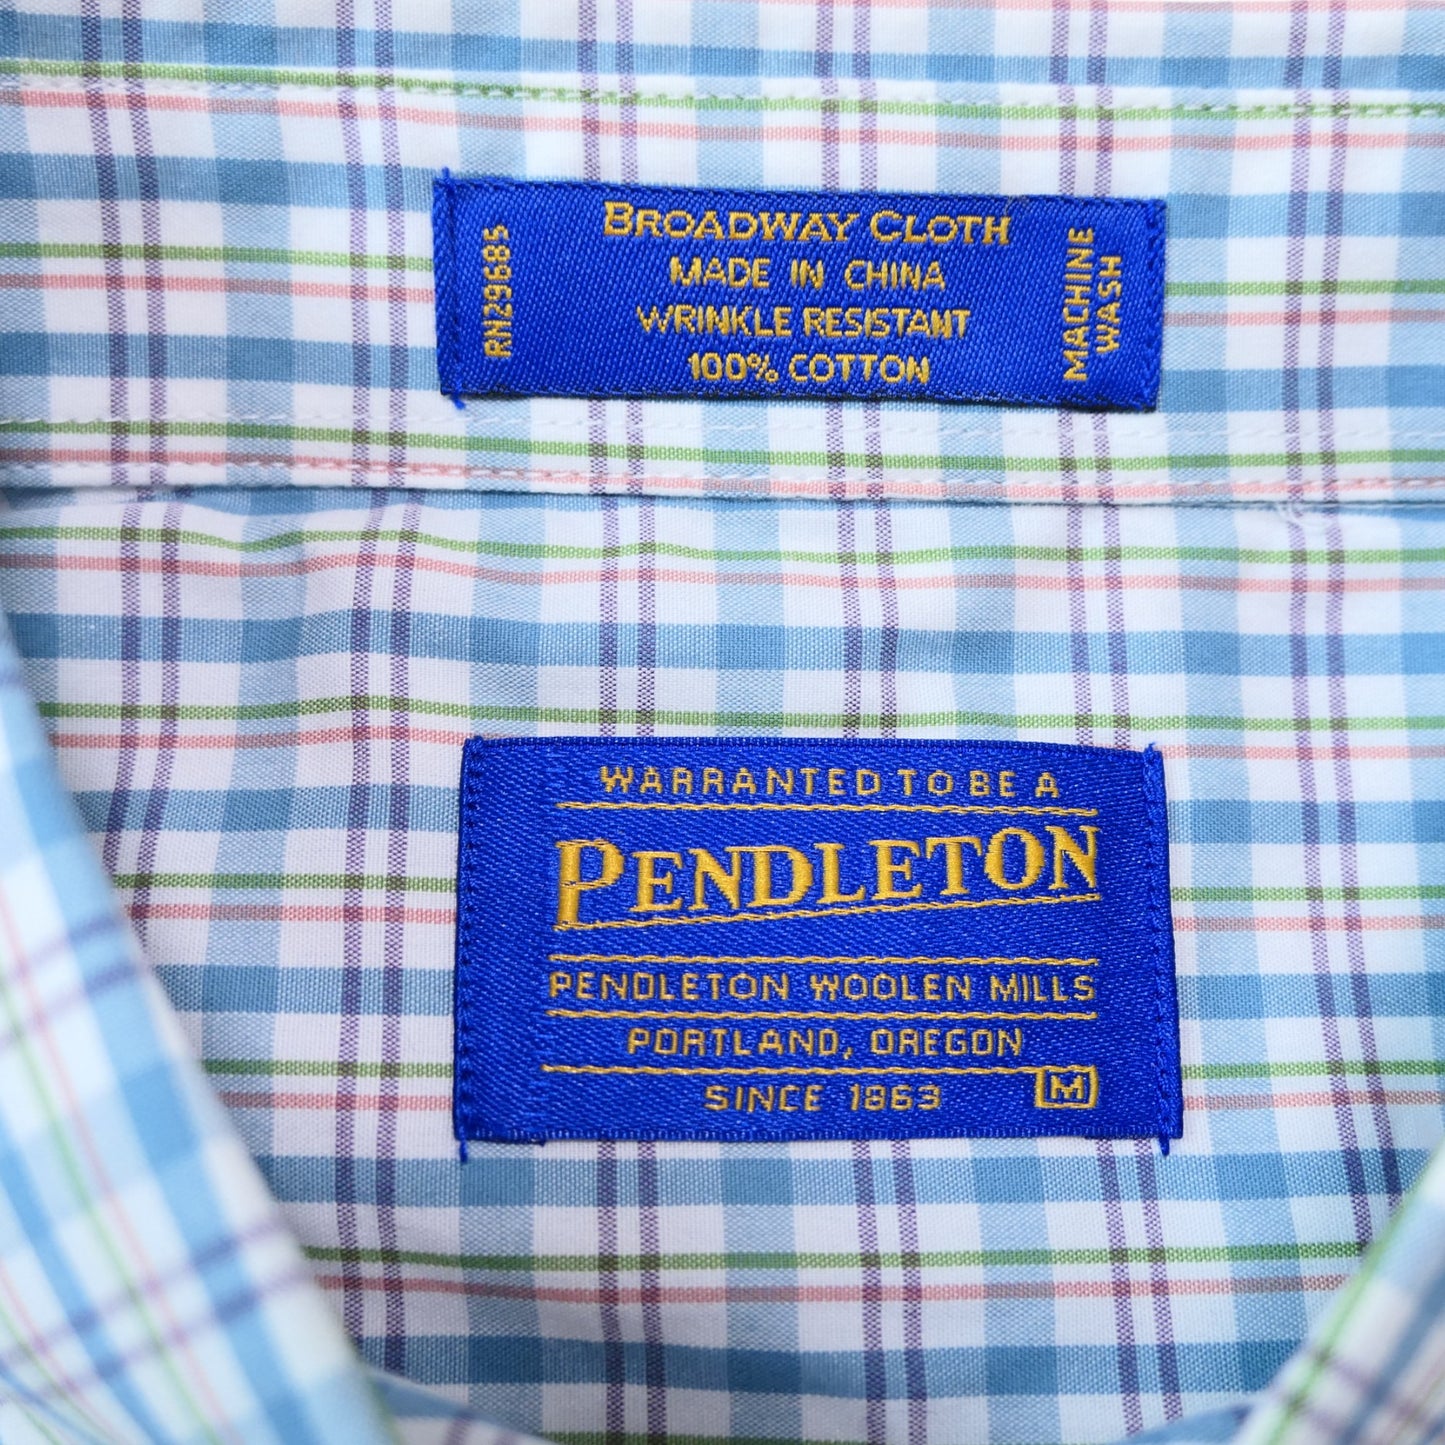 RN29685
BROADWAY CLOTH
MADE IN CHINA
WRINKLE RESISTANT
100% COTTON
MACHINE
WASH
WARRANTED TO BE A
PENDLETON
PENDLETON WOOLEN MILLS
PORTLAND, OREGON
SINCE 1863
M